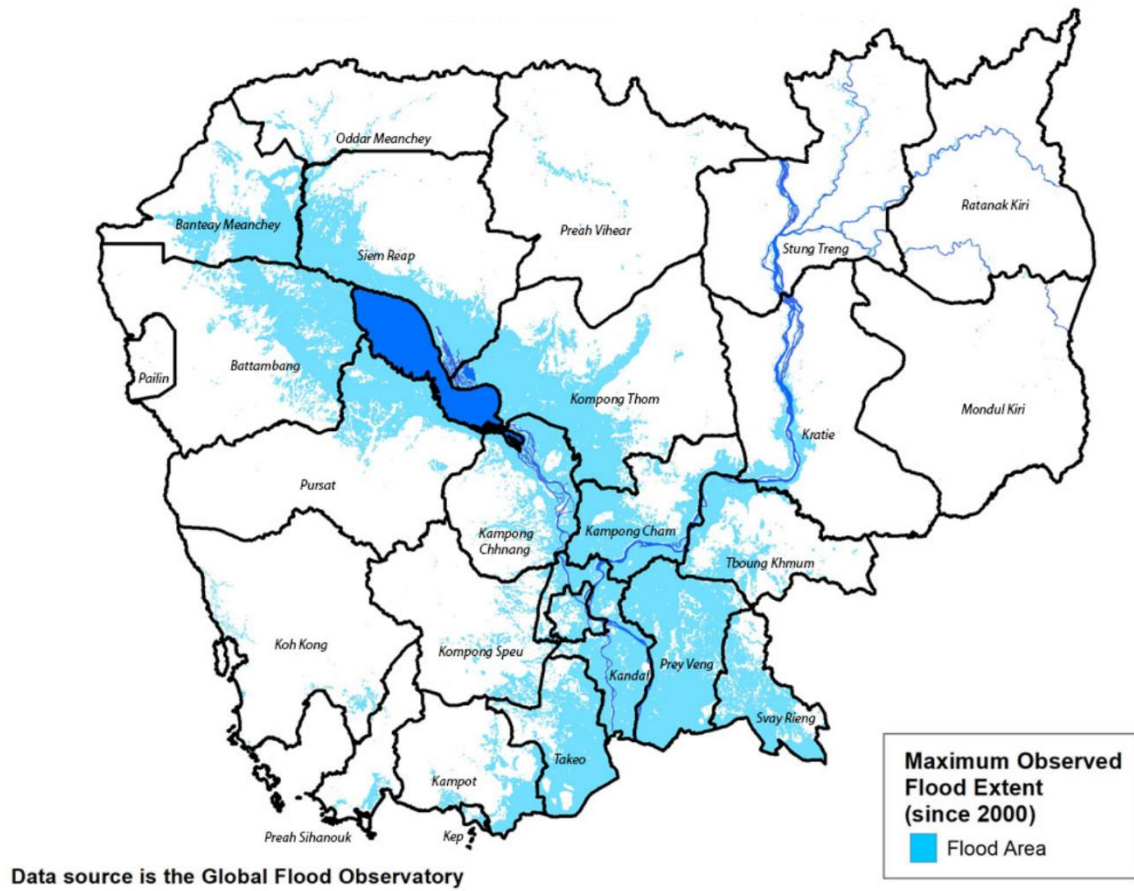 Oddar Meanchey
Banteay Meanchey
Siem Reap
Preah Vihear
Stung Treng
Ratanak Kiri
Pailin
Battambang
Kompong Thom
Kratie
Mondul Kiri
Pursat
Kampong
Chhnang
Kampong Cham
Tboung Khmum
Koh Kong
Kompong Speu
Kandal
Prey Veng
Svay Rieng
Takeo
Kampot
Preah Sihanouk
Kep
Maximum Observed
Flood Extent
(since 2000)
Flood Area
Data source is the Global Flood Observatory